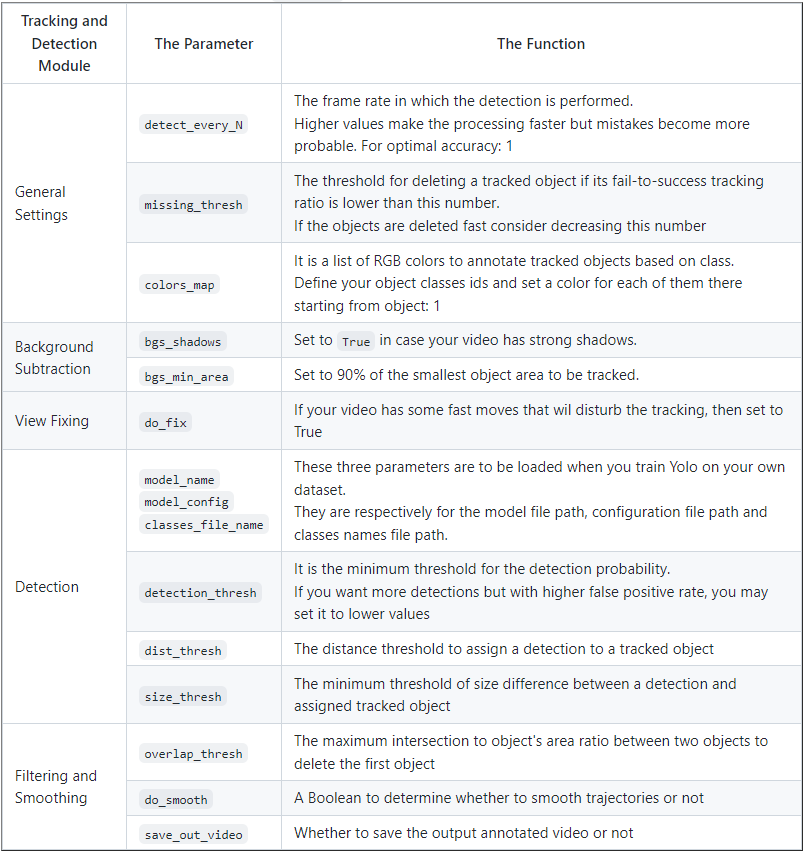 Tracking and
Detection
Module
The Parameter
The Function
General
Settings
detect_every_N
The frame rate in which the detection is performed.
Higher values make the processing faster but mistakes become more
probable. For optimal accuracy: 1
missing_thresh
The threshold for deleting a tracked object if its fail-to-success tracking
ratio is lower than this number.
If the objects are deleted fast consider decreasing this number
colors_map
It is a list of RGB colors to annotate tracked objects based on class.
Define your object classes ids and set a color for each of them there
starting from object: 1
Background
Subtraction
bgs_shadows
Set to True in case your video has strong shadows.
bgs_min_area
Set to 90% of the smallest object area to be tracked.
View Fixing
do_fix
If your video has some fast moves that wil disturb the tracking, then set to
True
Detection
model_name
model_config
classes_file_name
These three parameters are to be loaded when you train Yolo on your own
dataset.
They are respectively for the model file path, configuration file path and
classes names file path.
detection_thresh
It is the minimum threshold for the detection probability.
If you want more detections but with higher false positive rate, you may
set it to lower values
dist_thresh
The distance threshold to assign a detection to a tracked object
size_thresh
The minimum threshold of size difference between a detection and
assigned tracked object
Filtering and
Smoothing
overlap_thresh
The maximum intersection to object's area ratio between two objects to
delete the first object
do_smooth
A Boolean to determine whether to smooth trajectories or not
save_out_video
Whether to save the output annotated video or not